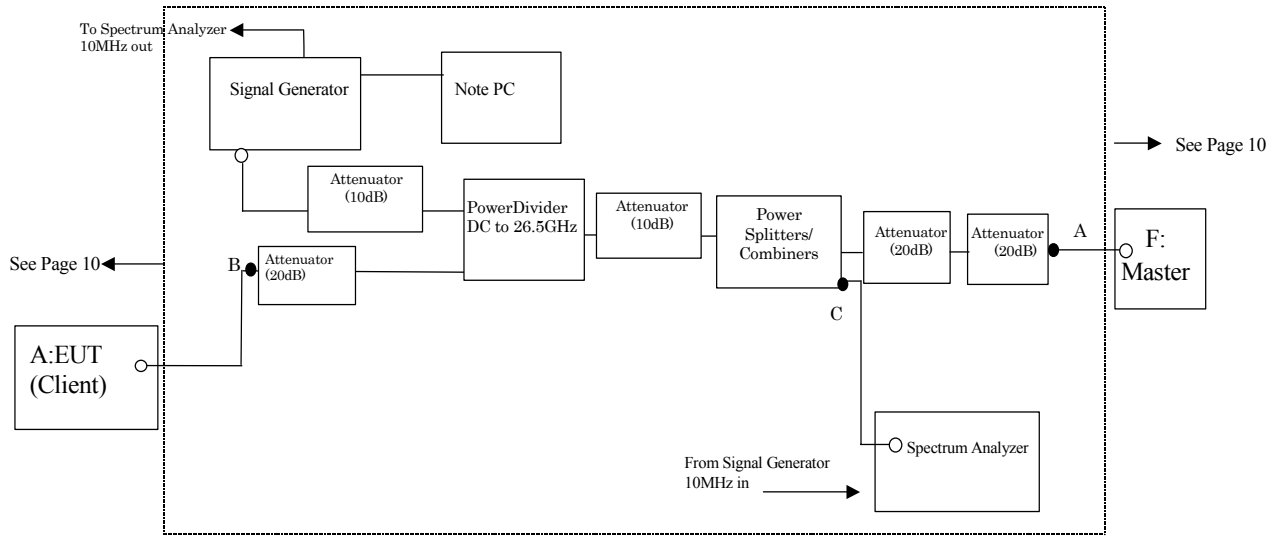 To Spectrum Analyzer
10MHz out
Signal Generator
Note PC
See Page 10
Attenuator
(10dB)
PowerDivider
DC to 26.5GHz
Attenuator
(10dB)
Power
Splitters/
Combiners
Attenuator
(20dB)
Attenuator
(20dB)
A
F:
Master
See Page 10
B
Attenuator
(20dB)
C
A:EUT
(Client)
From Signal Generator
10MHz in
Spectrum Analyzer